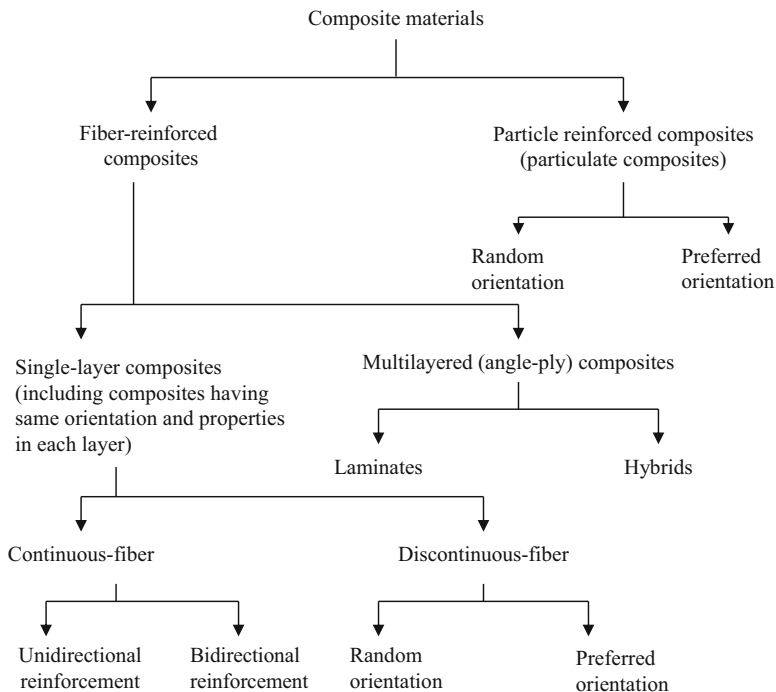 Composite materials
Fiber-reinforced
composites
Particle reinforced composites
(particulate composites)
Random
orientation
Preferred
orientation
Single-layer composites
(including composites having
same orientation and properties
in each layer)
Multilayered (angle-ply) composites
Laminates
Hybrids
Continuous-fiber
Discontinuous-fiber
Unidirectional
reinforcement
Bidirectional
reinforcement
Random
orientation
Preferred
orientation